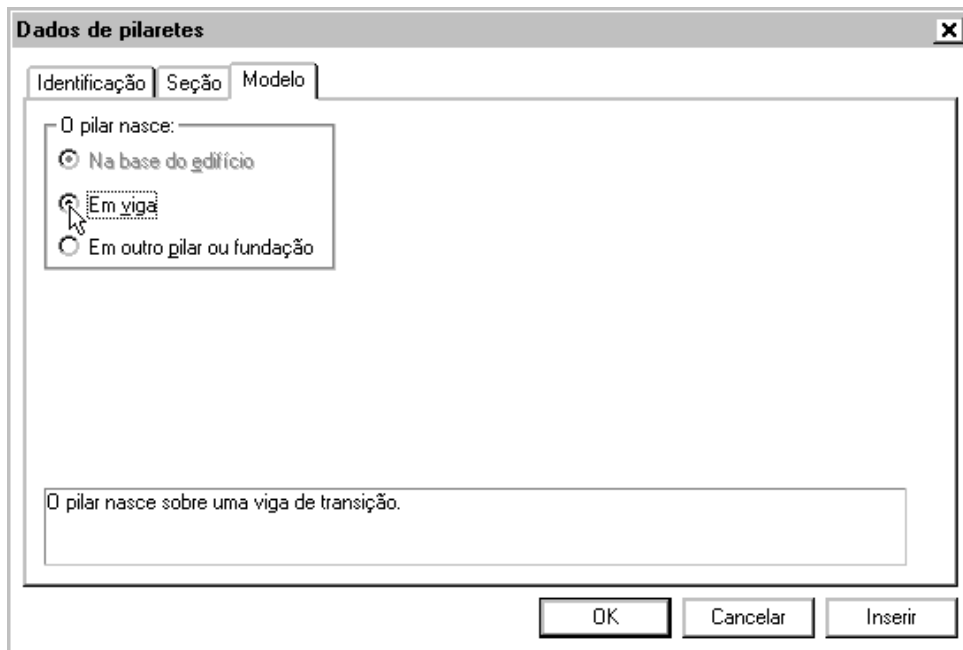 Dados de pilaretes
Identificação Seção Modelo
O pilar nasce:
Na base do edifício
Em viga
Em outro pilar ou fundação
O pilar nasce sobre uma viga de transição.
OK Cancelar Inserir